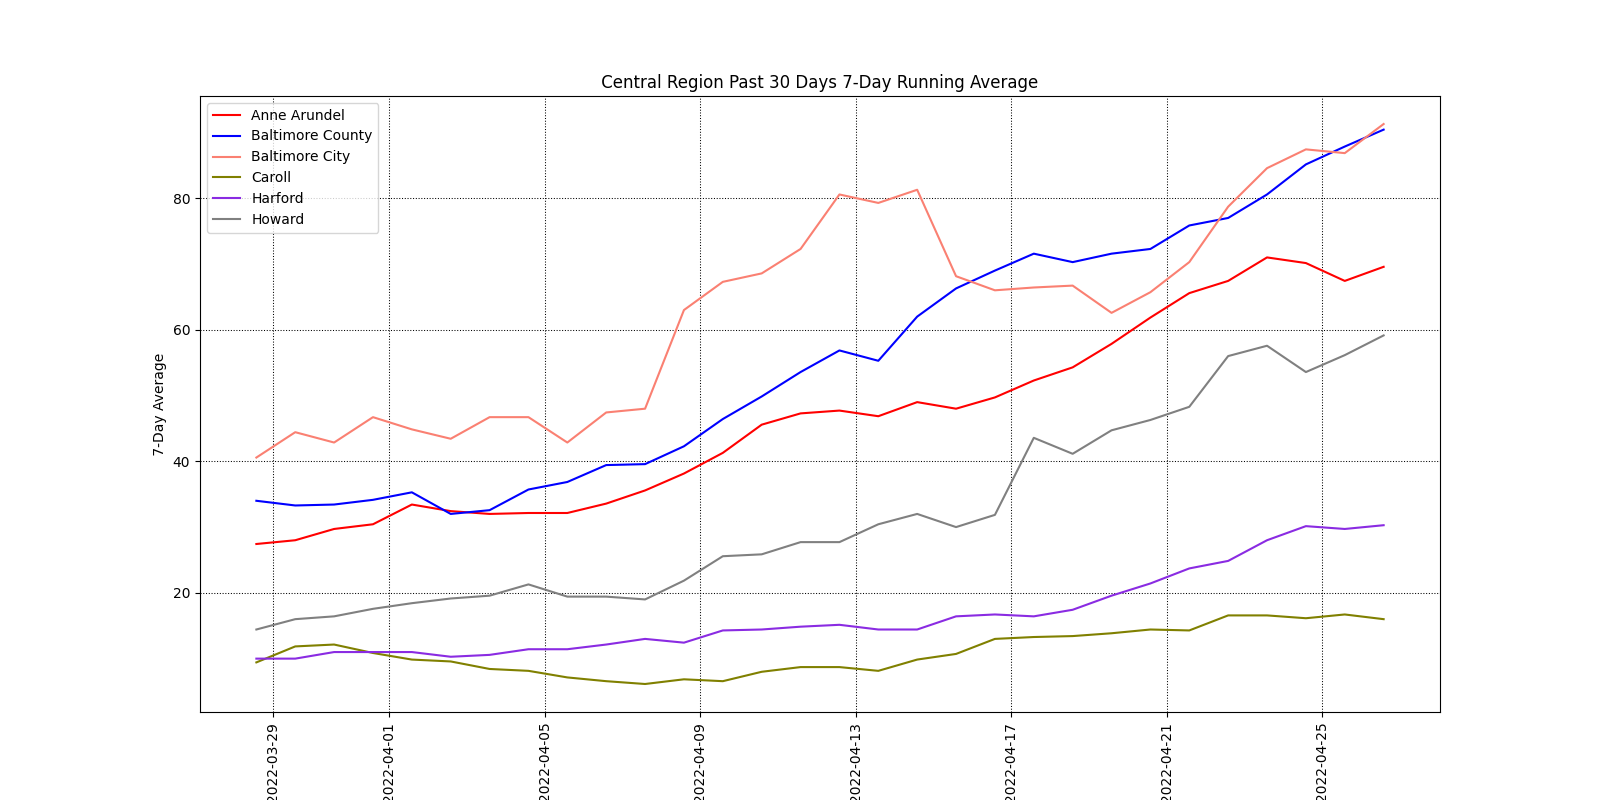 Central Region Past 30 Days 7-Day Running Average
Anne Arundel
Baltimore County
Baltimore City
Caroll
Harford
Howard
80
60
40
20
7-Day Average
2022-03-29
2022-04-01
2022-04-05
2022-04-09
2022-04-13
2022-04-17
2022-04-21
2022-04-25